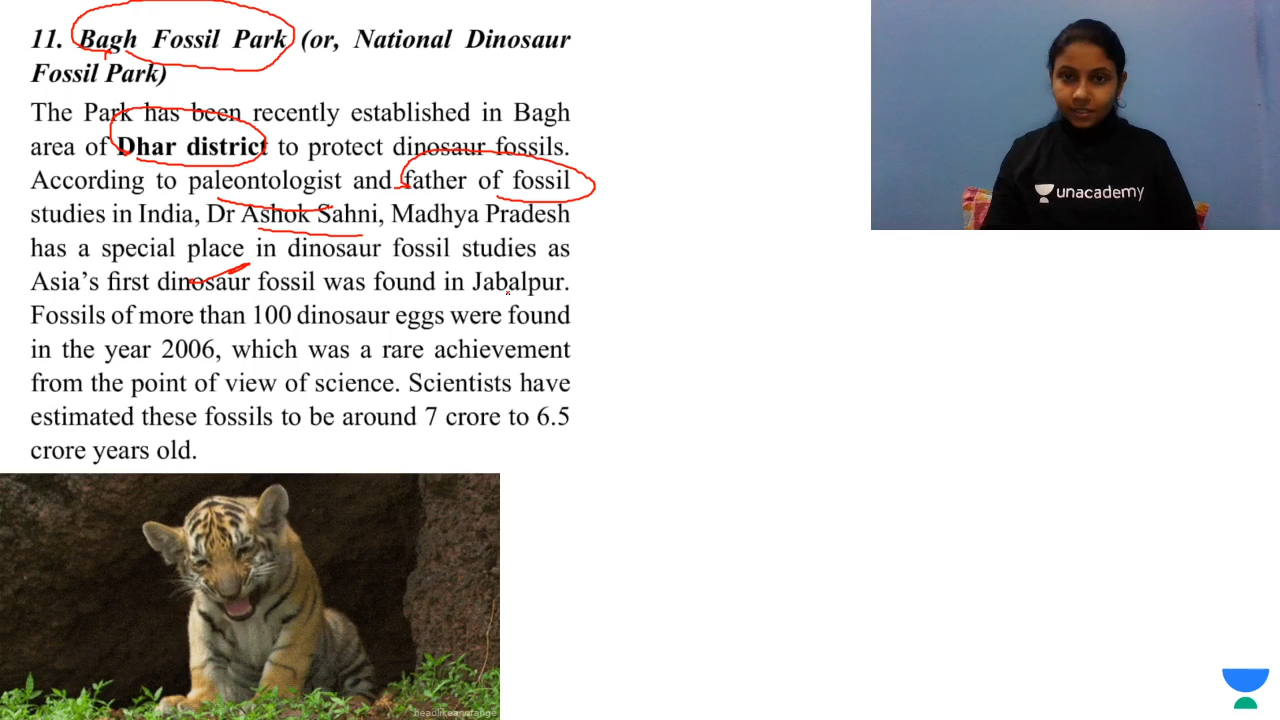 11. Bagh Fossil Park (or, National Dinosaur
Fossil Park)
The Park has been recently established in Bagh
area of Dhar district to protect dinosaur fossils.
According to paleontologist and father of fossil
studies in India, Dr Ashok Sahni, Madhya Pradesh
has a special place in dinosaur fossil studies as
Asia's first dinosaur fossil was found in Jabalpur.
Fossils of more than 100 dinosaur eggs were found
in the year 2006, which was a rare achievement
from the point of view of science. Scientists have
estimated these fossils to be around 7 crore to 6.5
crore years old.
unacademy
headlikeanorange